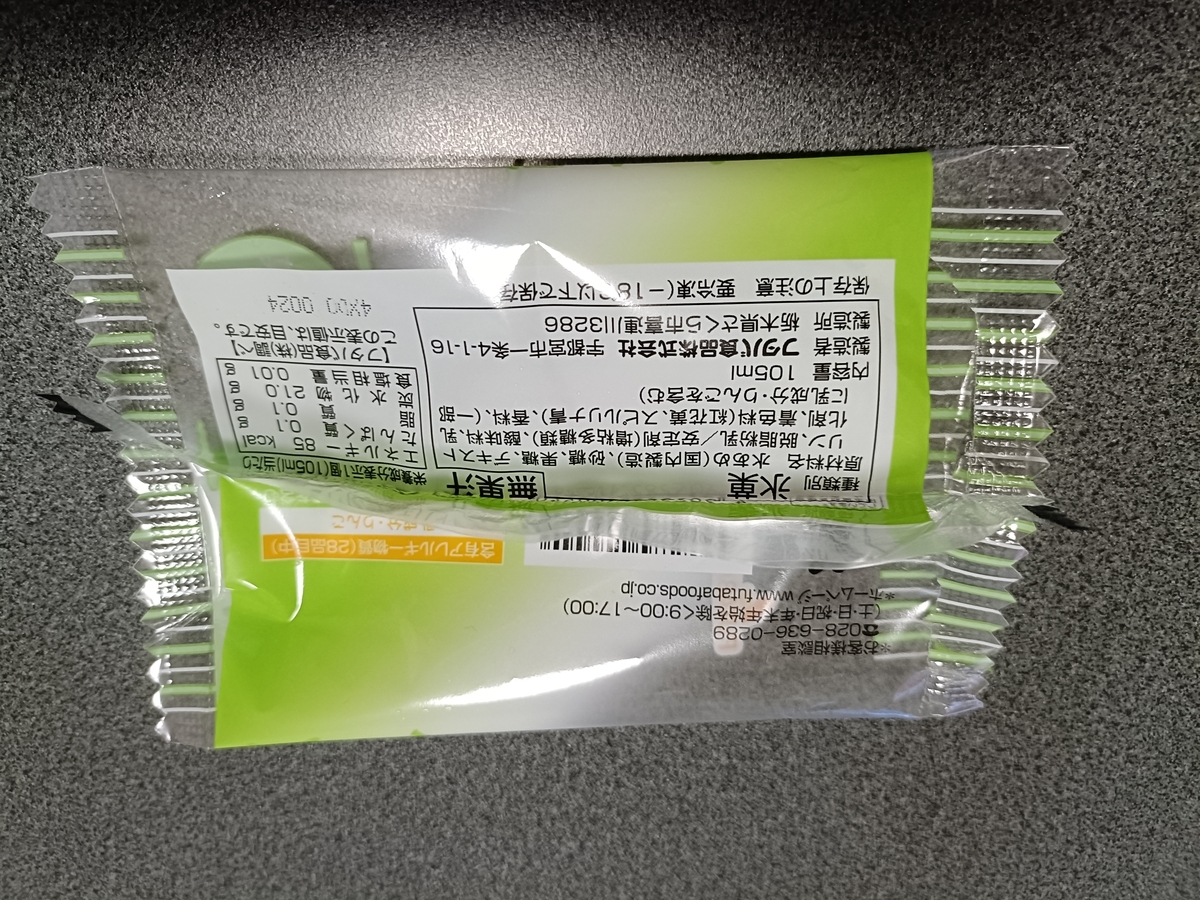 ※お客様相談室
☎028-636-0289
(土・日・祝・年末年始を除く9:00〜17:00)
※ホームページ www.futabafoods.co.jp
含有アレルギー物質(28品目中)
乳成分・りんご
種類別 氷菓 無果汁
原材料名 水あめ(国内製造)、砂糖、果糖、デキスト
リン、脱脂粉乳/安定剤(増粘多糖類)、酸味料、乳
化剤、着色料(紅花黄、スピルリナ青)、香料、(一部
に乳成分・りんごを含む)
内容量 105ml
製造者 フタバ食品株式会社 宇都宮市一条4-1-16
製造所 栃木県さくら市喜連川3286
保存上の注意 要冷凍(-18℃以下で保存
栄養成分表示1個(105ml)当たり
エネルギー 85 kcal
たんぱく質 0.1 g
脂質 0.1 g
炭水化物 21.0 g
食塩相当量 0.01 g
【フタバ食品(株)調べ】
この表示値は、目安です。